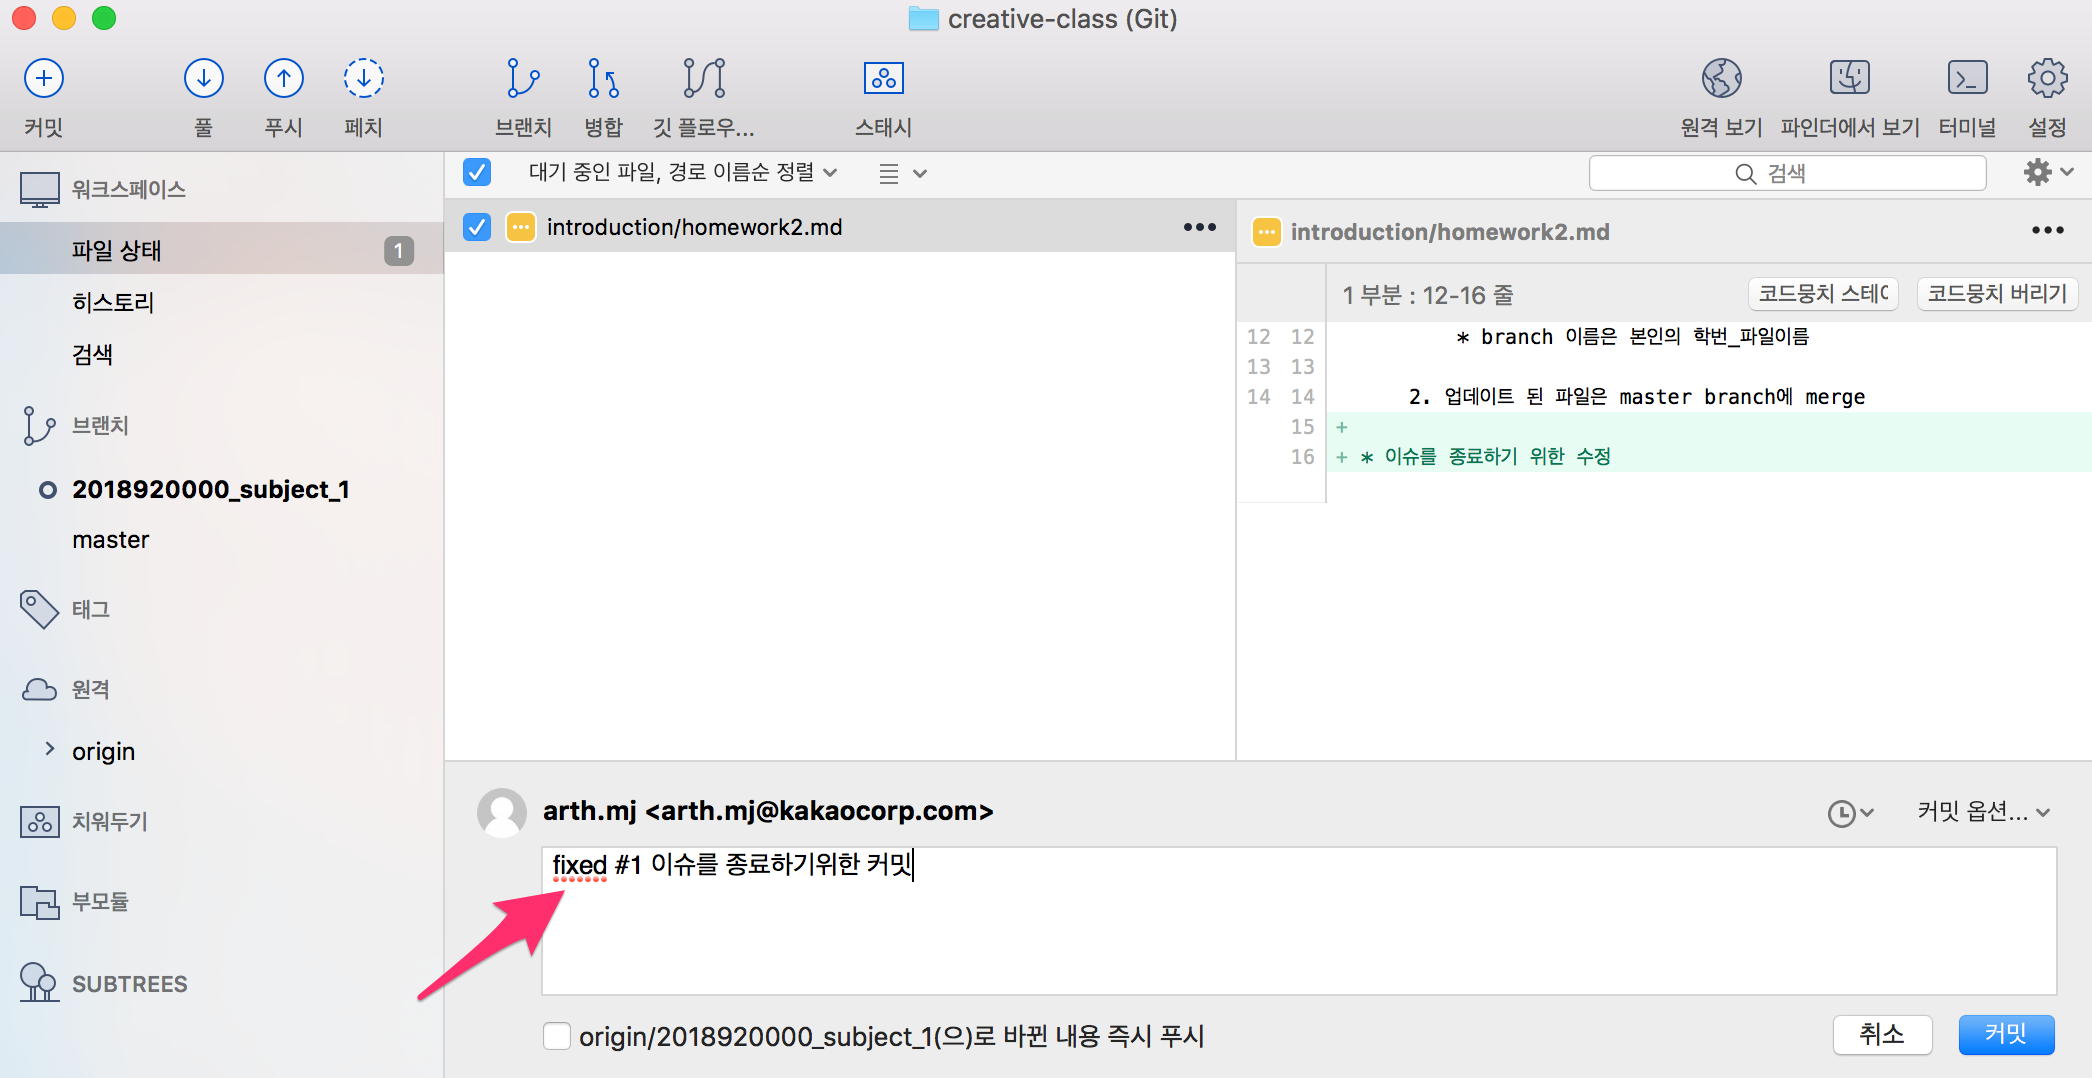 creative-class (Git)
커밋
풀
푸시
페치
브랜치
병합
깃 플로우...
스태시
원격 보기
파인더에서 보기
터미널
설정
워크스페이스
파일 상태
1
히스토리
검색
브랜치
2018920000_subject_1
master
태그
원격
origin
치워두기
부모듈
SUBTREES
대기 중인 파일, 경로 이름순 정렬
검색
introduction/homework2.md
introduction/homework2.md
1 부분 : 12-16 줄
코드뭉치 스테이
코드뭉치 버리기
12 12 * branch 이름은 본인의 학번_파일이름
13 13
14 14 2. 업데이트 된 파일은 master branch에 merge
15 +
16 + * 이슈를 종료하기 위한 수정
arth.mj <arth.mj@kakaocorp.com>
커밋 옵션...
fixed #1 이슈를 종료하기위한 커밋
origin/2018920000_subject_1(으)로 바뀐 내용 즉시 푸시
취소
커밋